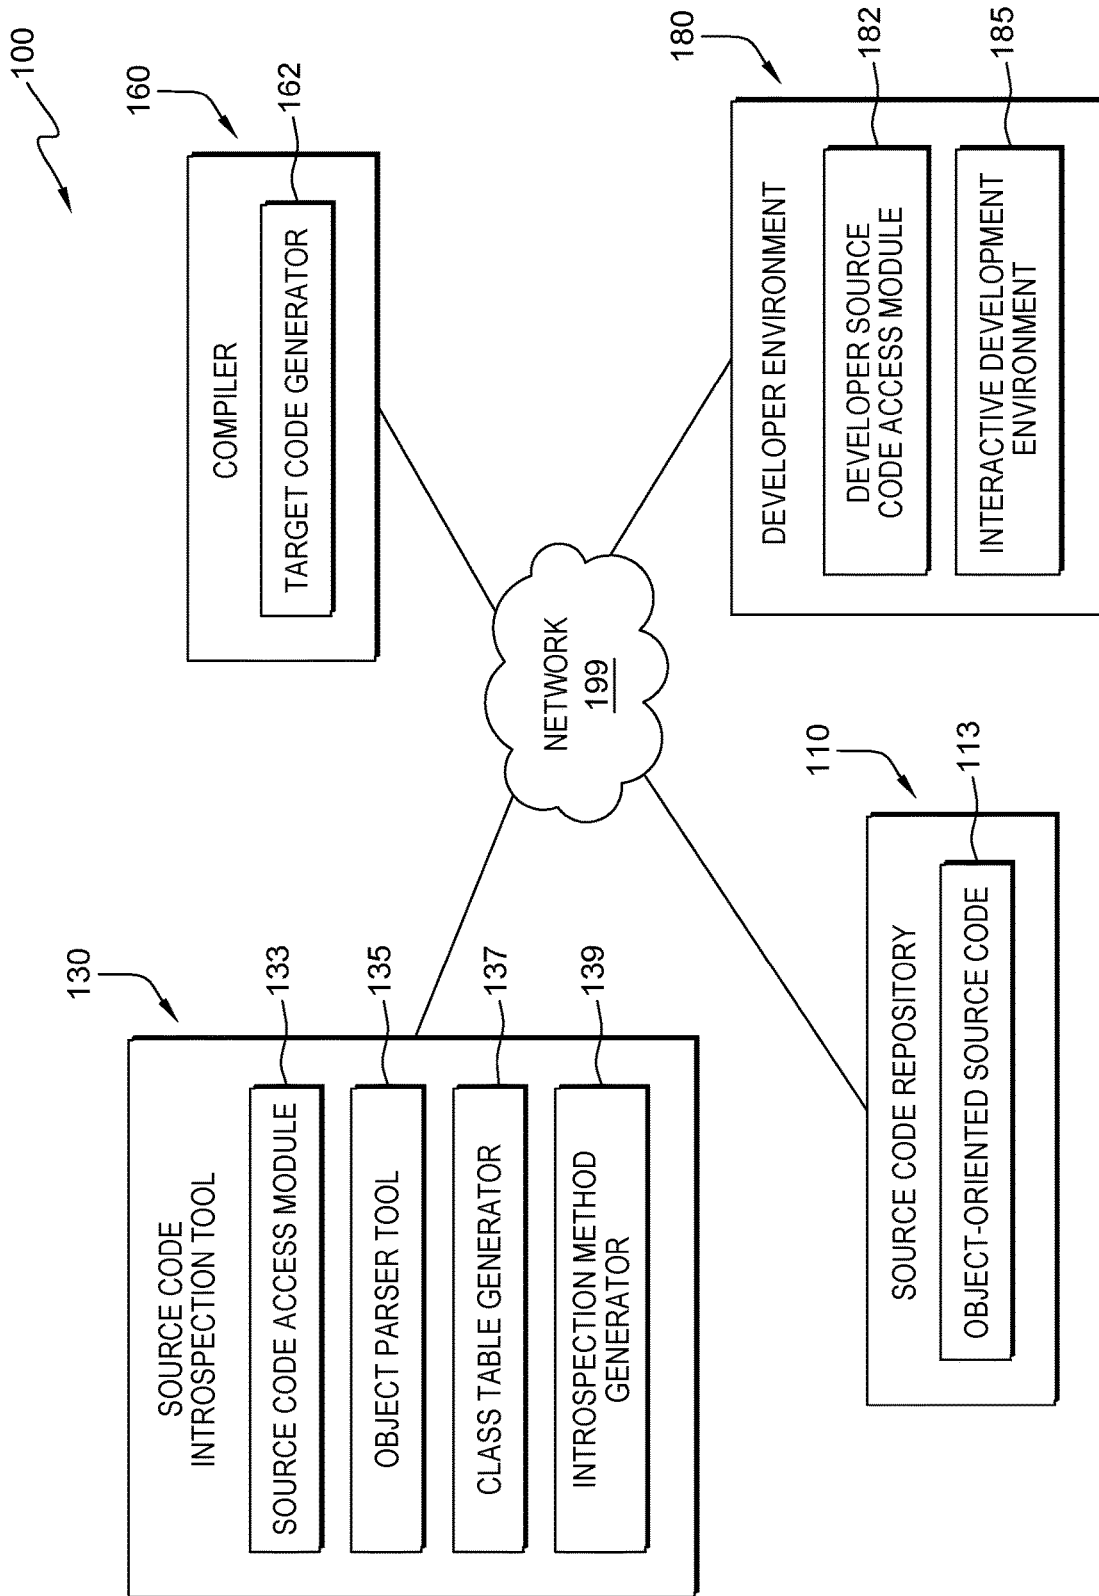 100
130
SOURCE CODE
INTROSPECTION TOOL
133
SOURCE CODE ACCESS MODULE
135
OBJECT PARSER TOOL
137
CLASS TABLE GENERATOR
139
INTROSPECTION METHOD
GENERATOR
160
COMPILER
162
TARGET CODE GENERATOR
NETWORK
199
110
SOURCE CODE REPOSITORY
113
OBJECT-ORIENTED SOURCE CODE
180
DEVELOPER ENVIRONMENT
182
DEVELOPER SOURCE
CODE ACCESS MODULE
185
INTERACTIVE DEVELOPMENT
ENVIRONMENT